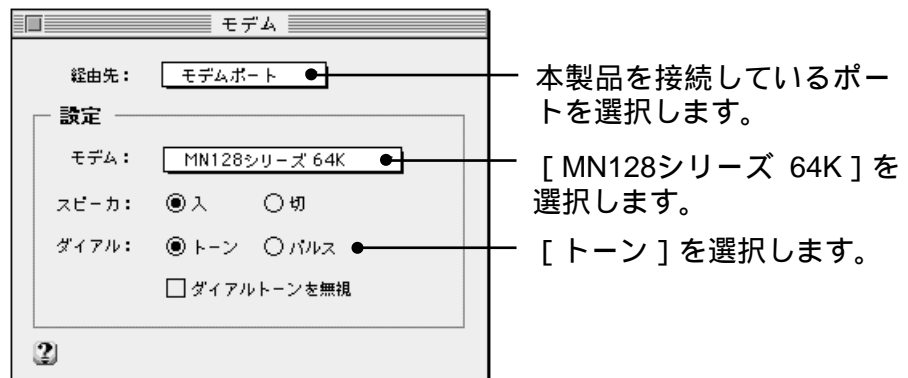 モデム
経由先： モデムポート
本製品を接続しているポー
トを選択します。
設定
モデム： MN128シリーズ 64K
［MN128シリーズ 64K］を
選択します。
スピーカ： 入 切
ダイアル： トーン パルス
［トーン］を選択します。
ダイアルトーンを無視
?